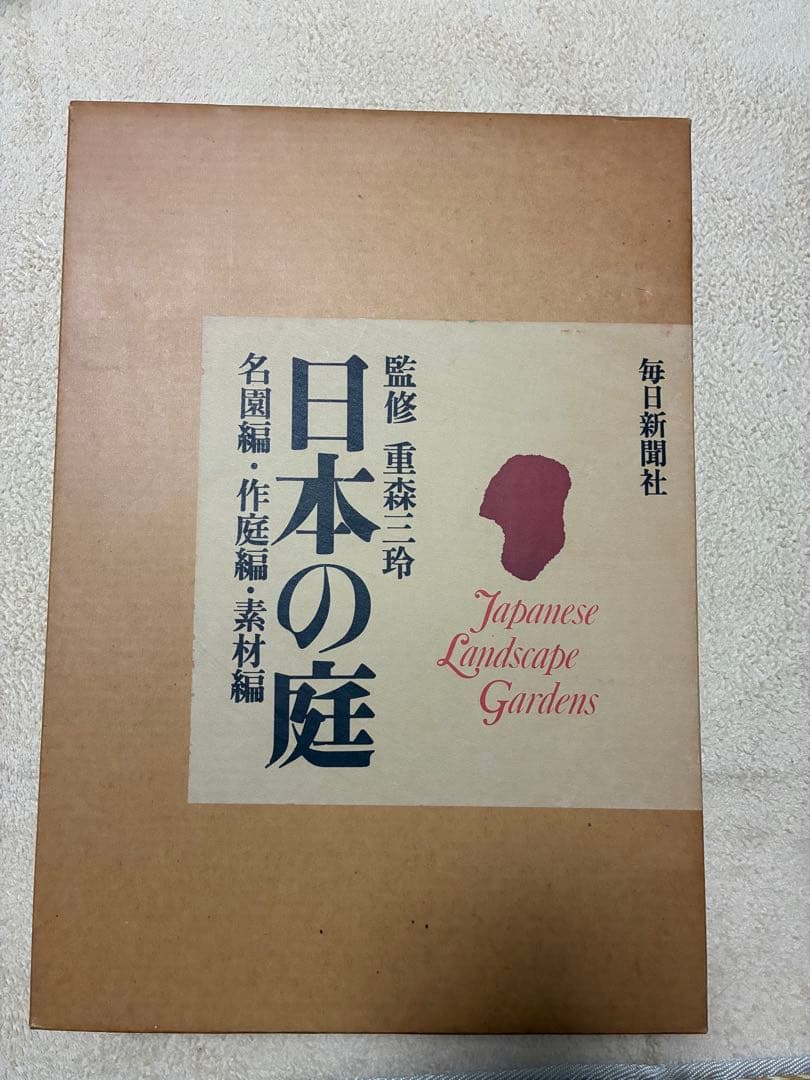 毎日新聞社
Japanese
Landscape
Gardens
監修 重森三玲
日本の庭
名園編・作庭編・素材編